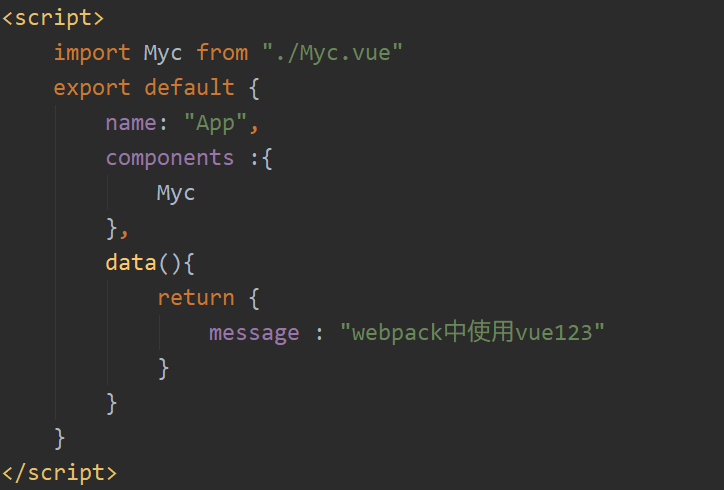 <script>
    import Myc from "./Myc.vue"
    export default {
        name: "App",
        components :{
            Myc
        },
        data(){
            return {
                message : "webpack中使用vue123"
            }
        }
    }
</script>